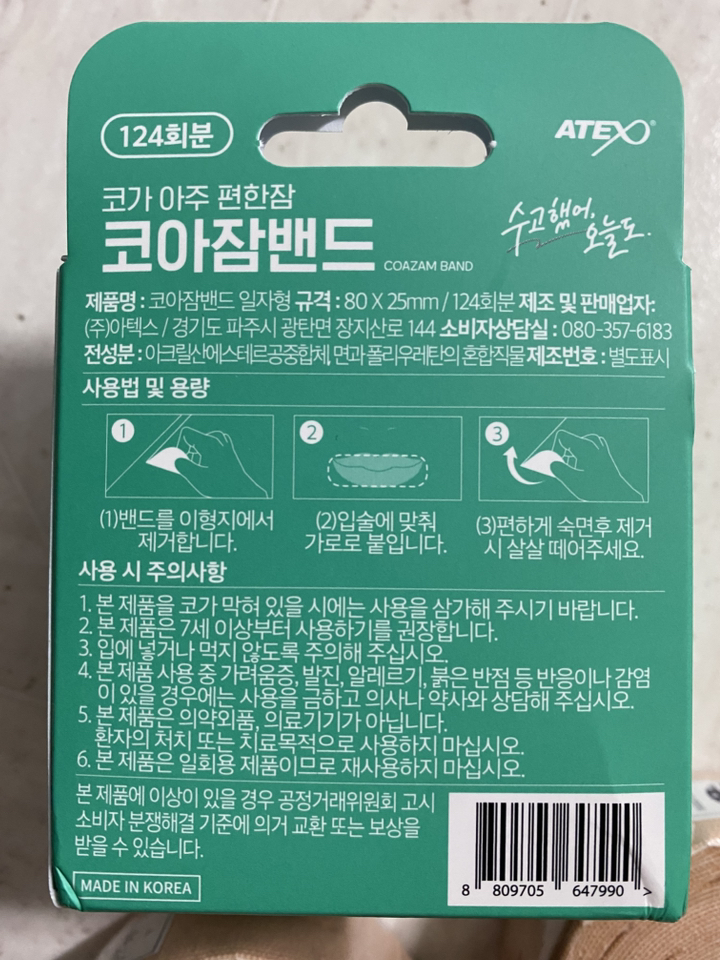 124회분
ATEX
코가 아주 편한잠
코아잠밴드 COAZAM BAND
수고했어, 오늘도.
제품명 : 코아잠밴드 일자형 규격 : 80 X 25mm / 124회분 제조 및 판매업자:
(주)아텍스 / 경기도 파주시 광탄면 장지산로 144 소비자상담실 : 080-357-6183
전성분 : 아크릴산에스테르공중합체, 면과 폴리우레탄의 혼합직물 제조번호 : 별도표시
사용법 및 용량
1
2
3
(1)밴드를 이형지에서
제거합니다.
(2)입술에 맞춰
가로로 붙입니다.
(3)편하게 숙면후 제거
시 살살 떼어주세요.
사용 시 주의사항
1. 본 제품을 코가 막혀 있을 시에는 사용을 삼가해 주시기 바랍니다.
2. 본 제품은 7세 이상부터 사용하기를 권장합니다.
3. 입에 넣거나 먹지 않도록 주의해 주십시오.
4. 본 제품 사용 중 가려움증, 발진, 알레르기, 붉은 반점 등 반응이나 감염
이 있을 경우에는 사용을 금하고 의사나 약사와 상담해 주십시오.
5. 본 제품은 의약외품, 의료기기가 아닙니다.
환자의 처치 또는 치료목적으로 사용하지 마십시오.
6. 본 제품은 일회용 제품이므로 재사용하지 마십시오.
본 제품에 이상이 있을 경우 공정거래위원회 고시
소비자 분쟁해결 기준에 의거 교환 또는 보상을
받을 수 있습니다.
MADE IN KOREA
8 809705 647990 >